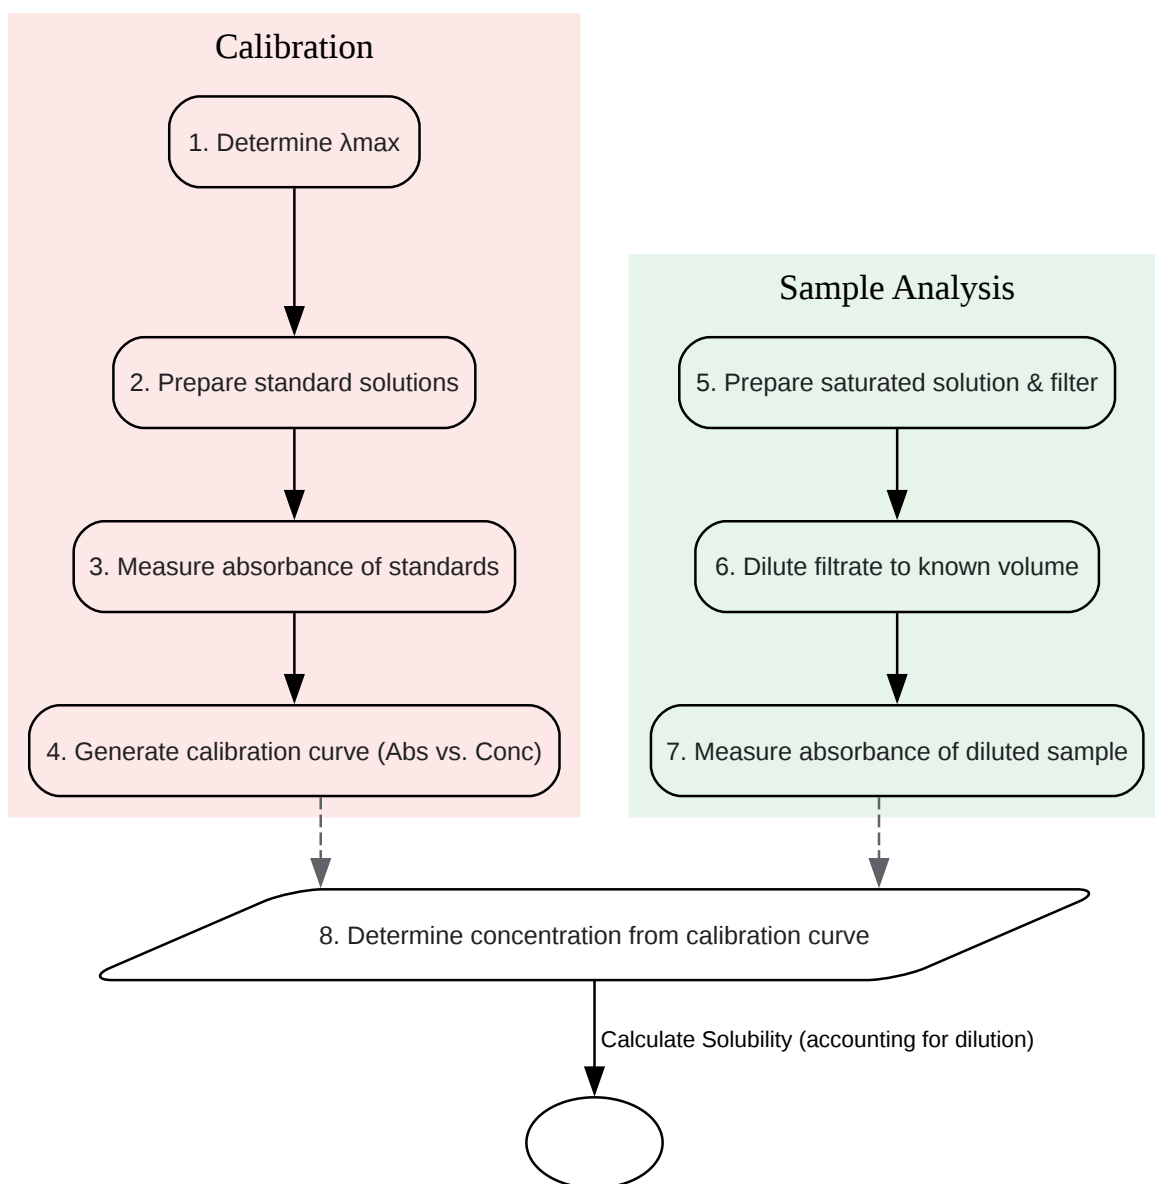 Calibration
1. Determine λmax
2. Prepare standard solutions
3. Measure absorbance of standards
4. Generate calibration curve (Abs vs. Conc)
Sample Analysis
5. Prepare saturated solution & filter
6. Dilute filtrate to known volume
7. Measure absorbance of diluted sample
8. Determine concentration from calibration curve
Calculate Solubility (accounting for dilution)